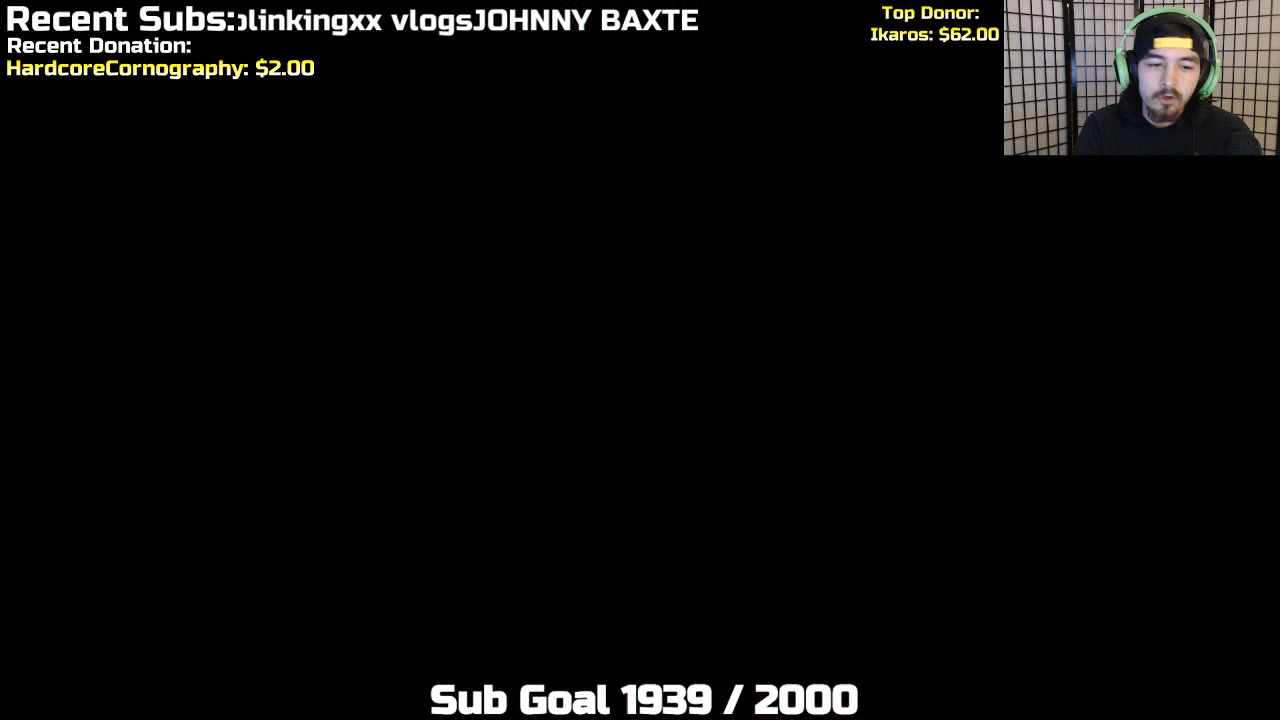 Recent Subs: linkingxx vlogsJOHNNY BAXTE
Recent Donation:
HardcoreCornography: $2.00
Top Donor:
Ikaros: $62.00
Sub Goal 1939 / 2000